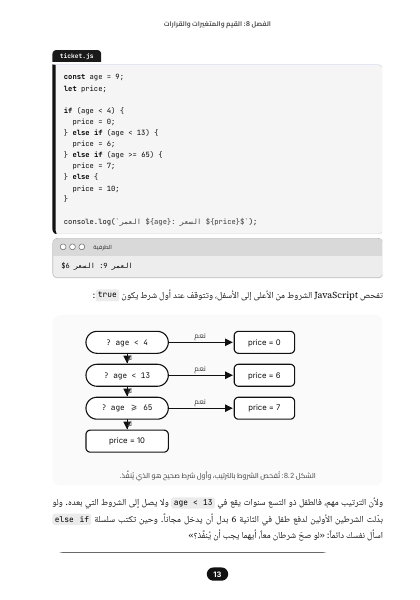 الفصل 8: القيم والمتغيرات والقرارات
ticket.js
const age = 9;
let price;
if (age < 4) {
price = 0;
} else if (age < 13) {
price = 6;
} else if (age >= 65) {
price = 7;
} else {
price = 10;
}
console.log(`العمر ${age}: السعر ${price}$`);
الطرفية
العمر 9: السعر 6$
تفحص JavaScript الشروط من الأعلى إلى الأسفل، وتتوقف عند أول شرط يكون true:
age < 4 ?
نعم
price = 0
age < 13 ?
نعم
price = 6
age ≥ 65 ?
نعم
price = 7
price = 10
الشكل 8.2: تُفحص الشروط بالترتيب، وأول شرط صحيح هو الذي يُنفَّذ.
ولأن الترتيب مهم، فالطفل ذو التسع سنوات يقع في age < 13 ولا يصل إلى الشروط التي بعده. ولو
بدّلت الشرطين الأولين لدفع طفل في الثانية 6 بدل أن يدخل مجاناً. وحين تكتب سلسلة else if
اسأل نفسك دائماً: «لو صحّ شرطان معاً، أيهما يجب أن يُنفَّذ؟»
13